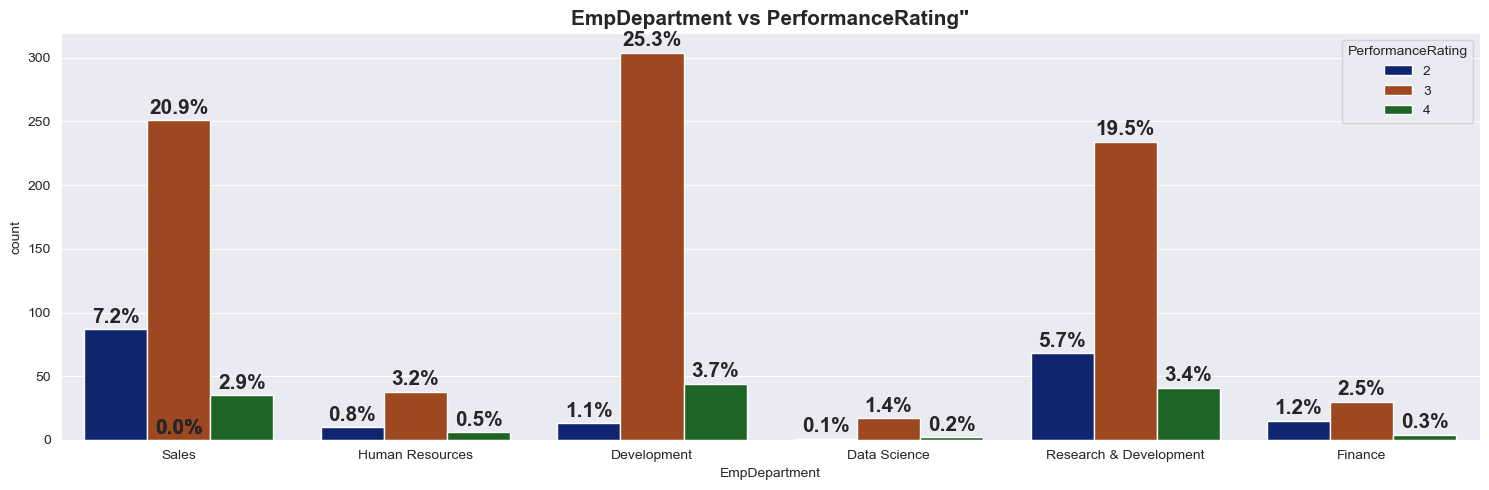 EmpDepartment vs PerformanceRating"
PerformanceRating
2
3
4
count
300
250
200
150
100
50
0
7.2%
20.9%
2.9%
0.0%
0.8%
3.2%
0.5%
1.1%
25.3%
3.7%
0.1%
1.4%
0.2%
5.7%
19.5%
3.4%
1.2%
2.5%
0.3%
Sales
Human Resources
Development
Data Science
Research & Development
Finance
EmpDepartment